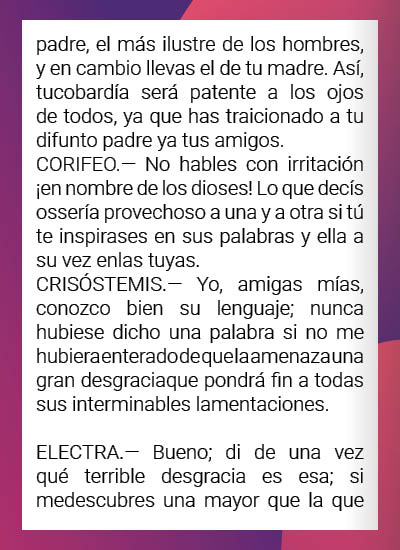 padre, el más ilustre de los hombres,
y en cambio llevas el de tu madre. Así,
tucobardía será patente a los ojos
de todos, ya que has traicionado a tu
difunto padre ya tus amigos.
CORIFEO.— No hables con irritación
¡en nombre de los dioses! Lo que decís
ossería provechoso a una y a otra si tú
te inspirases en sus palabras y ella a
su vez enlas tuyas.
CRISÓSTEMIS.— Yo, amigas mías,
conozco bien su lenguaje; nunca
hubiese dicho una palabra si no me
hubieraenteradodequelaamenazauna
gran desgraciaque pondrá fin a todas
sus interminables lamentaciones.
ELECTRA.— Bueno; di de una vez
qué terrible desgracia es esa; si
medescubres una mayor que la que